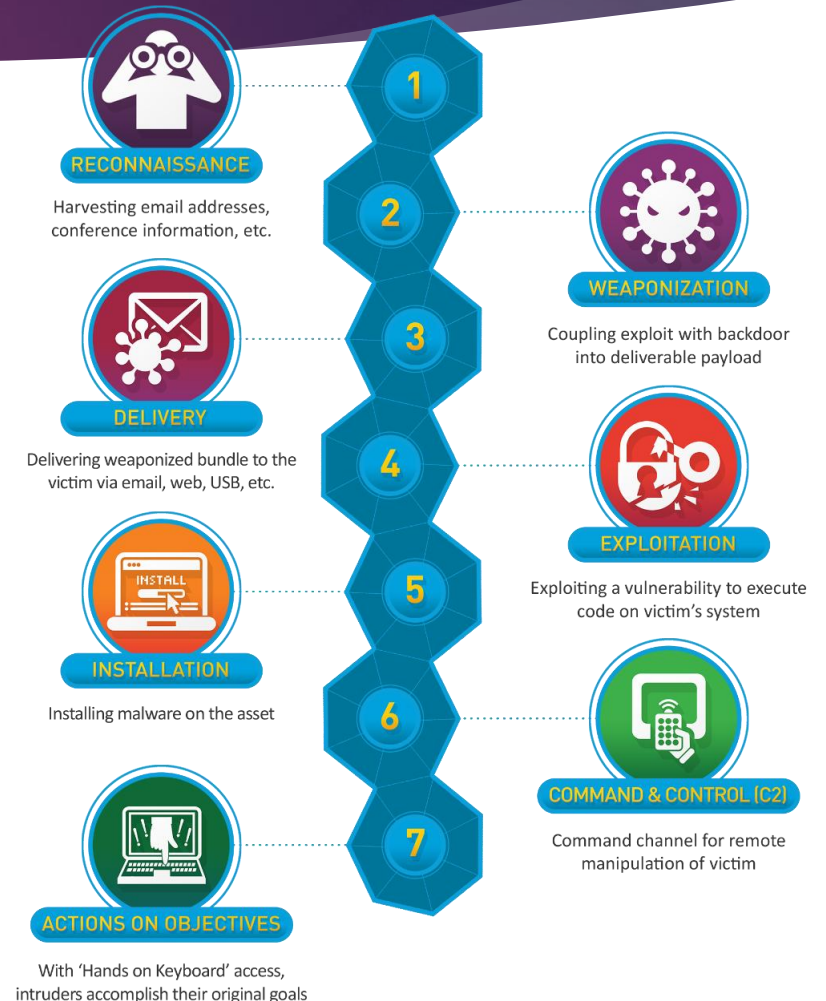 1
RECONNAISSANCE
Harvesting email addresses,
conference information, etc.
2
WEAPONIZATION
Coupling exploit with backdoor
into deliverable payload
3
DELIVERY
Delivering weaponized bundle to the
victim via email, web, USB, etc.
4
EXPLOITATION
Exploiting a vulnerability to execute
code on victim's system
5
INSTALL
INSTALLATION
Installing malware on the asset
6
COMMAND & CONTROL (C2)
Command channel for remote
manipulation of victim
7
ACTIONS ON OBJECTIVES
With ‘Hands on Keyboard’ access,
intruders accomplish their original goals